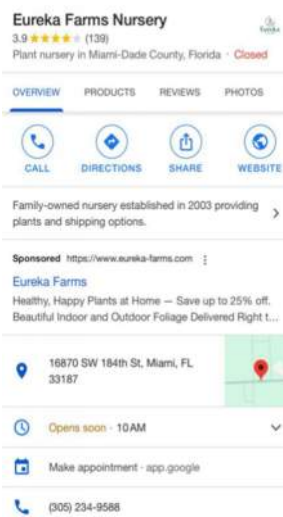 Eureka Farms Nursery
3.9 ★★★★★ (139)
Plant nursery in Miami-Dade County, Florida · Closed
OVERVIEW PRODUCTS REVIEWS PHOTOS
CALL DIRECTIONS SHARE WEBSITE
Family-owned nursery established in 2003 providing
plants and shipping options.
Sponsored https://www.eureka-farms.com
Eureka Farms
Healthy, Happy Plants at Home — Save up to 25% off.
Beautiful Indoor and Outdoor Foliage Delivered Right t...
16870 SW 184th St, Miami, FL
33187
Opens soon · 10 AM
Make appointment · app.google
(305) 234-9588